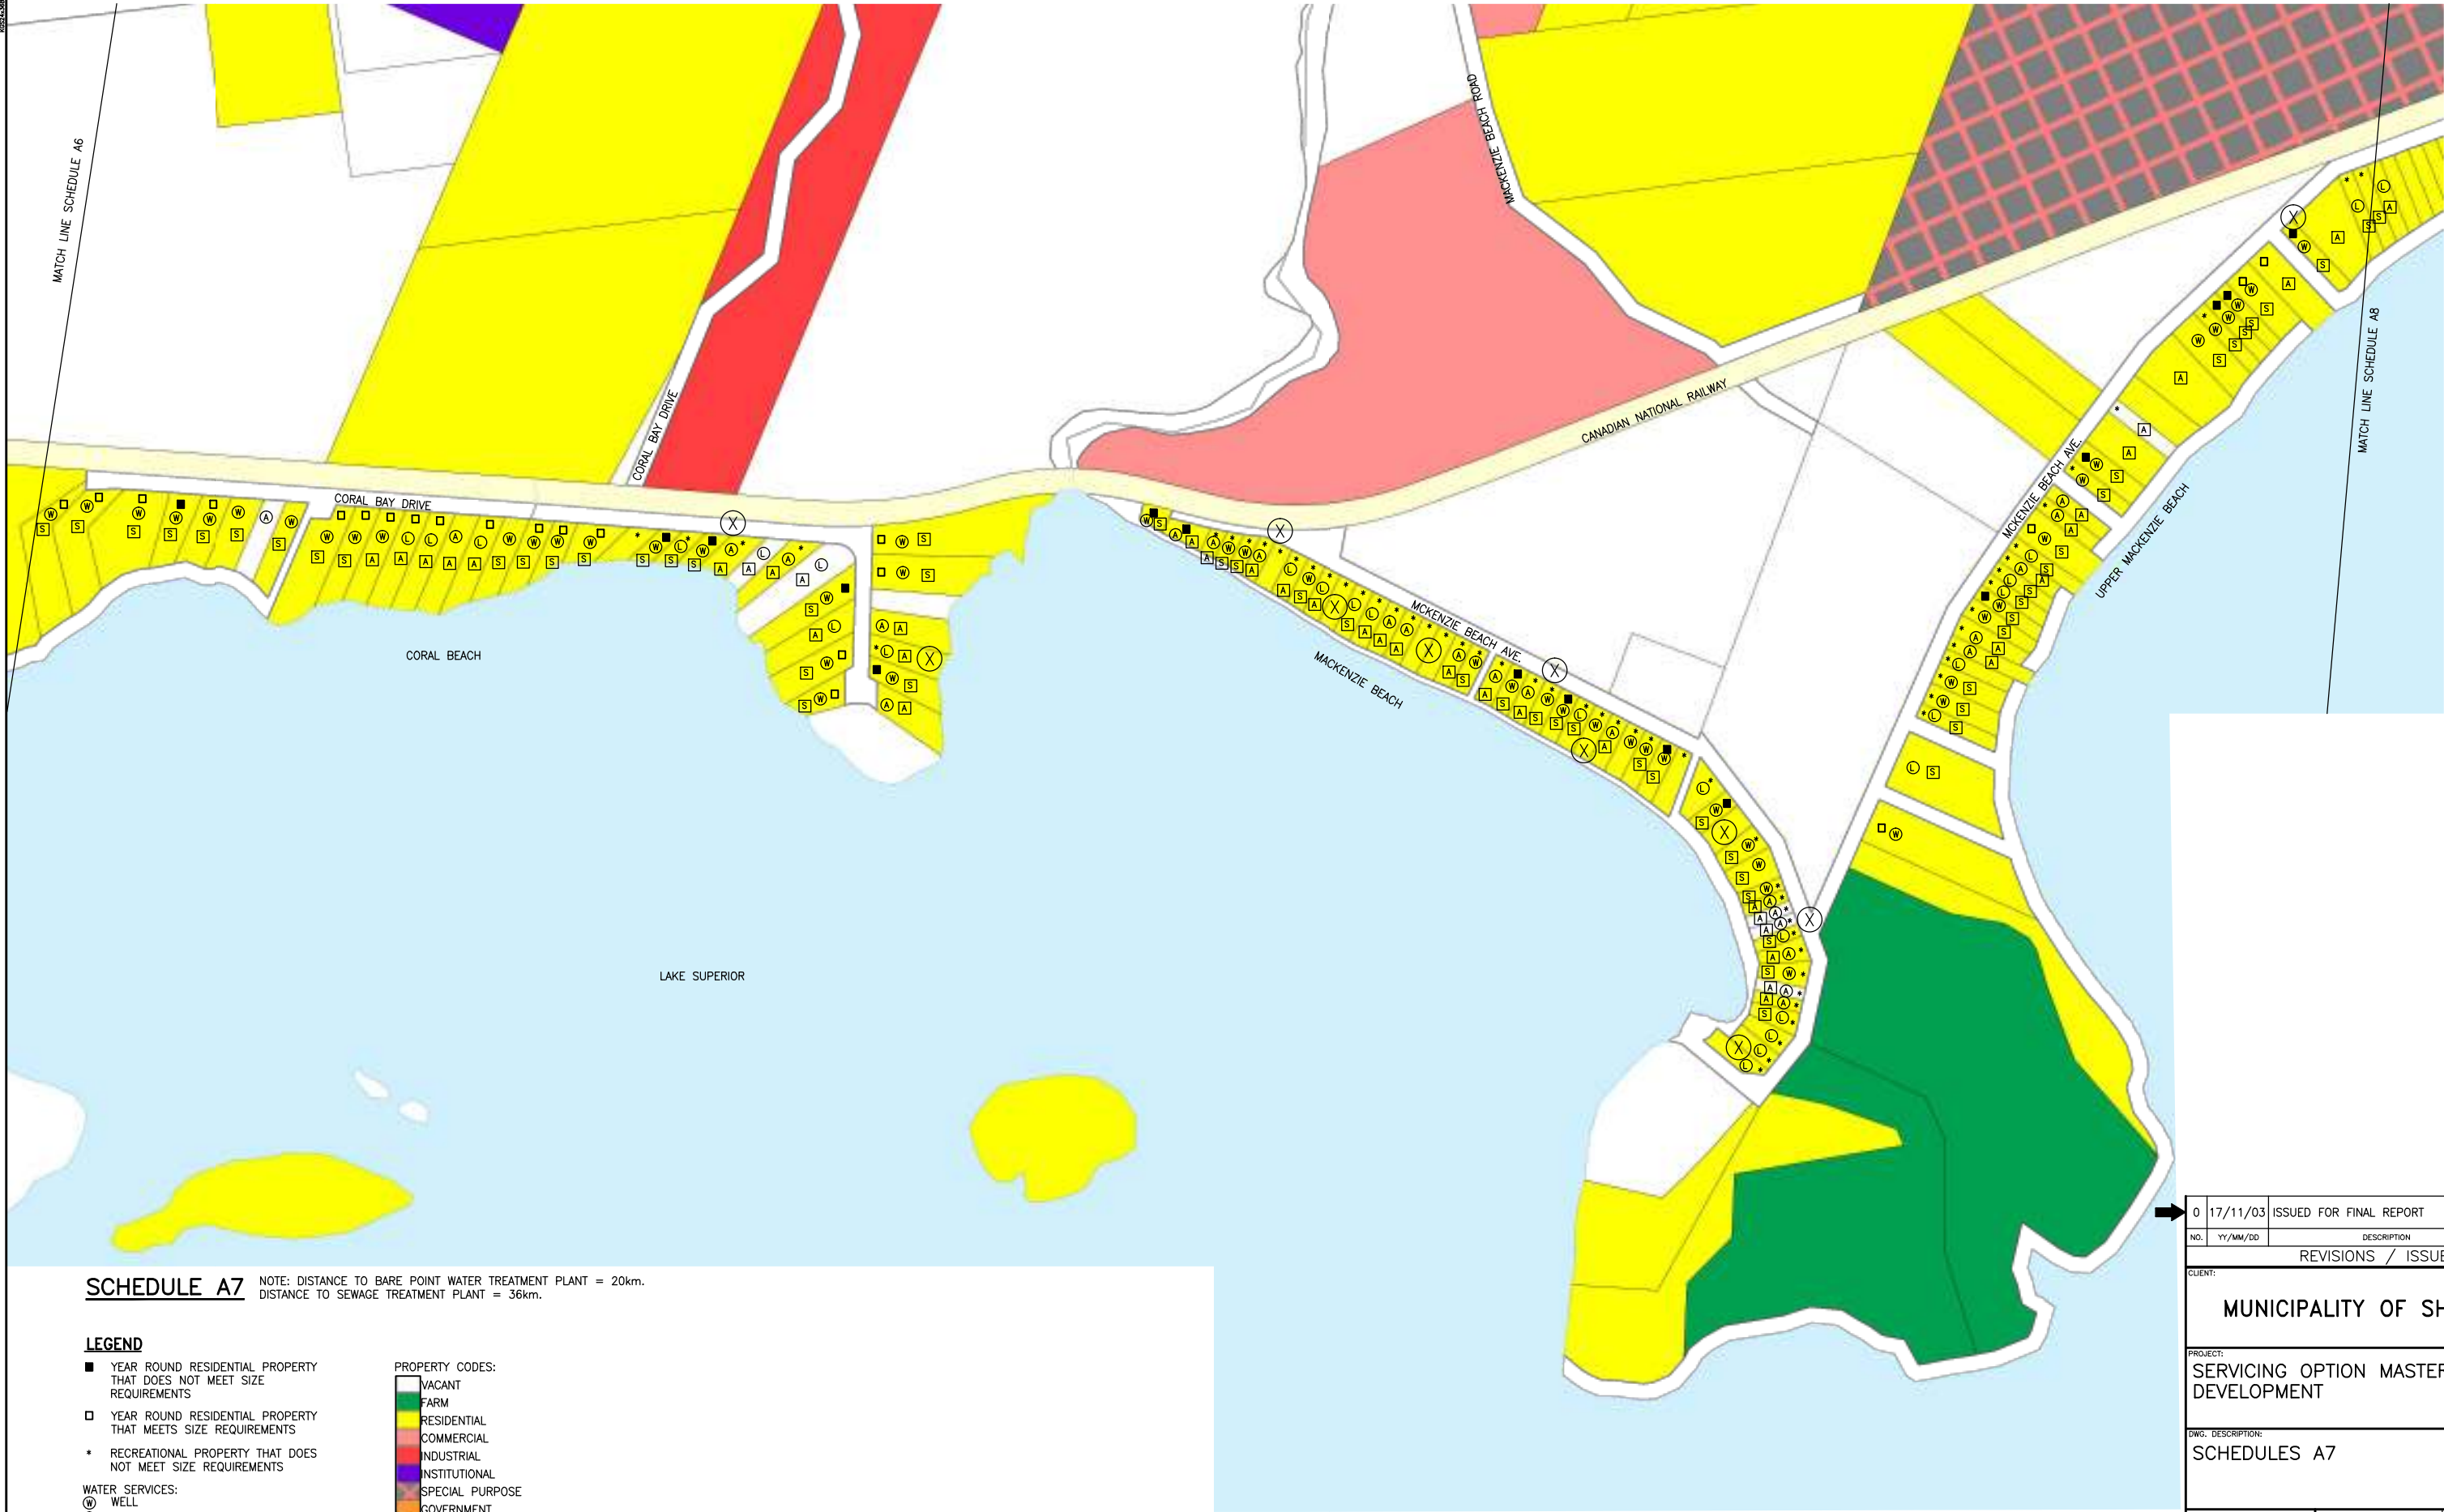 MATCH LINE SCHEDULE A6
CORAL BAY DRIVE
CORAL BAY DRIVE
MACKENZIE BEACH ROAD
CANADIAN NATIONAL RAILWAY
MCKENZIE BEACH AVE.
UPPER MACKENZIE BEACH
MATCH LINE SCHEDULE A8
MCKENZIE BEACH AVE.
MACKENZIE BEACH
CORAL BEACH
LAKE SUPERIOR
SCHEDULE A7
NOTE: DISTANCE TO BARE POINT WATER TREATMENT PLANT = 20km.
DISTANCE TO SEWAGE TREATMENT PLANT = 36km.
LEGEND
YEAR ROUND RESIDENTIAL PROPERTY
THAT DOES NOT MEET SIZE
REQUIREMENTS
YEAR ROUND RESIDENTIAL PROPERTY
THAT MEETS SIZE REQUIREMENTS
* RECREATIONAL PROPERTY THAT DOES
NOT MEET SIZE REQUIREMENTS
WATER SERVICES:
W WELL
PROPERTY CODES:
VACANT
FARM
RESIDENTIAL
COMMERCIAL
INDUSTRIAL
INSTITUTIONAL
SPECIAL PURPOSE
GOVERNMENT
0 17/11/03 ISSUED FOR FINAL REPORT
NO. YY/MM/DD DESCRIPTION
REVISIONS / ISSUE
CLIENT:
MUNICIPALITY OF SH
PROJECT:
SERVICING OPTION MASTER
DEVELOPMENT
DWG. DESCRIPTION:
SCHEDULES A7